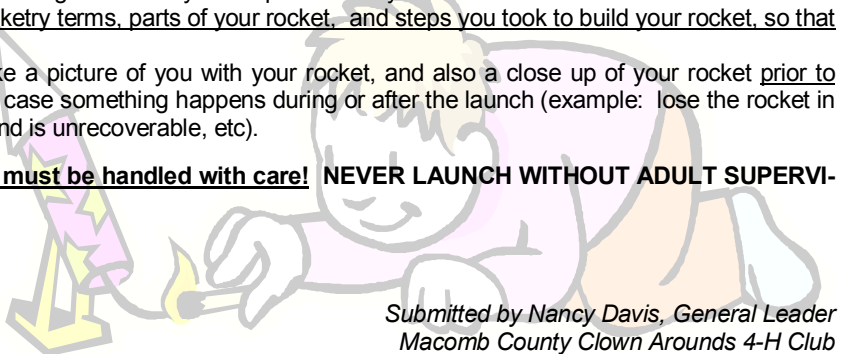 ketry terms, parts of your rocket, and steps you took to build your rocket, so that
ke a picture of you with your rocket, and also a close up of your rocket prior to
case something happens during or after the launch (example: lose the rocket in
nd is unrecoverable, etc).
must be handled with care! NEVER LAUNCH WITHOUT ADULT SUPERVI-
Submitted by Nancy Davis, General Leader
Macomb County Clown Arounds 4-H Club